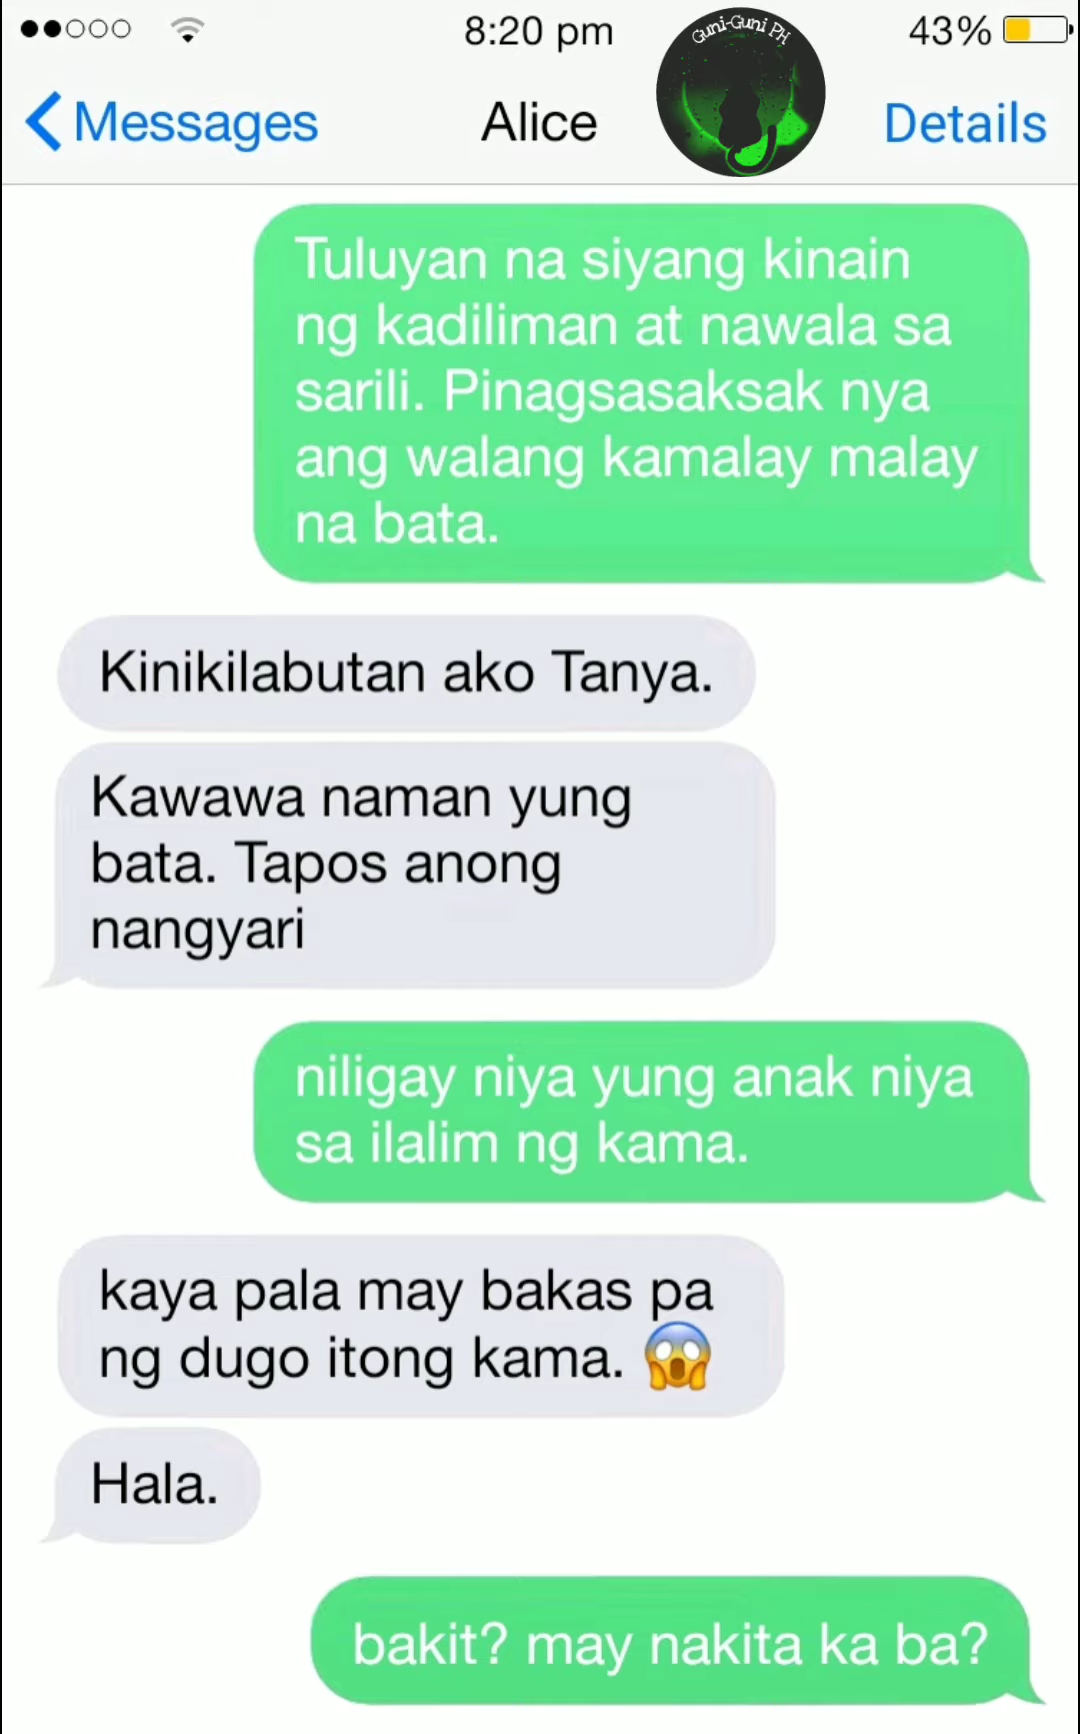 8:20 pm
Guni-Guni PH
43%
Messages
Alice
Details
Tuluyan na siyang kinain
ng kadiliman at nawala sa
sarili. Pinagsasaksak nya
ang walang kamalay malay
na bata.
Kinikilabutan ako Tanya.
Kawawa naman yung
bata. Tapos anong
nangyari
niligay niya yung anak niya
sa ilalim ng kama.
kaya pala may bakas pa
ng dugo itong kama. 😱
Hala.
bakit? may nakita ka ba?